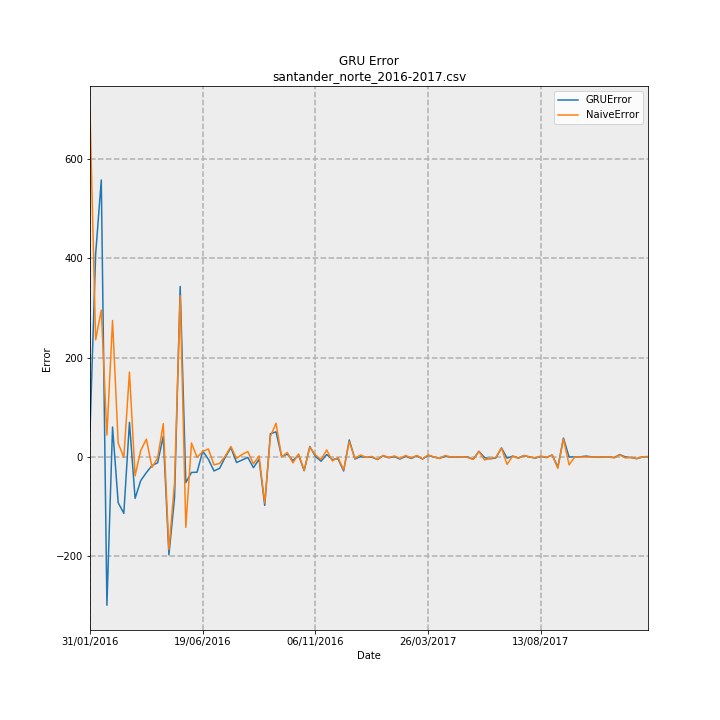 GRU Error
santander_norte_2016-2017.csv
GRUError
NaiveError
600
400
200
0
−200
Error
31/01/2016
19/06/2016
06/11/2016
26/03/2017
13/08/2017
Date